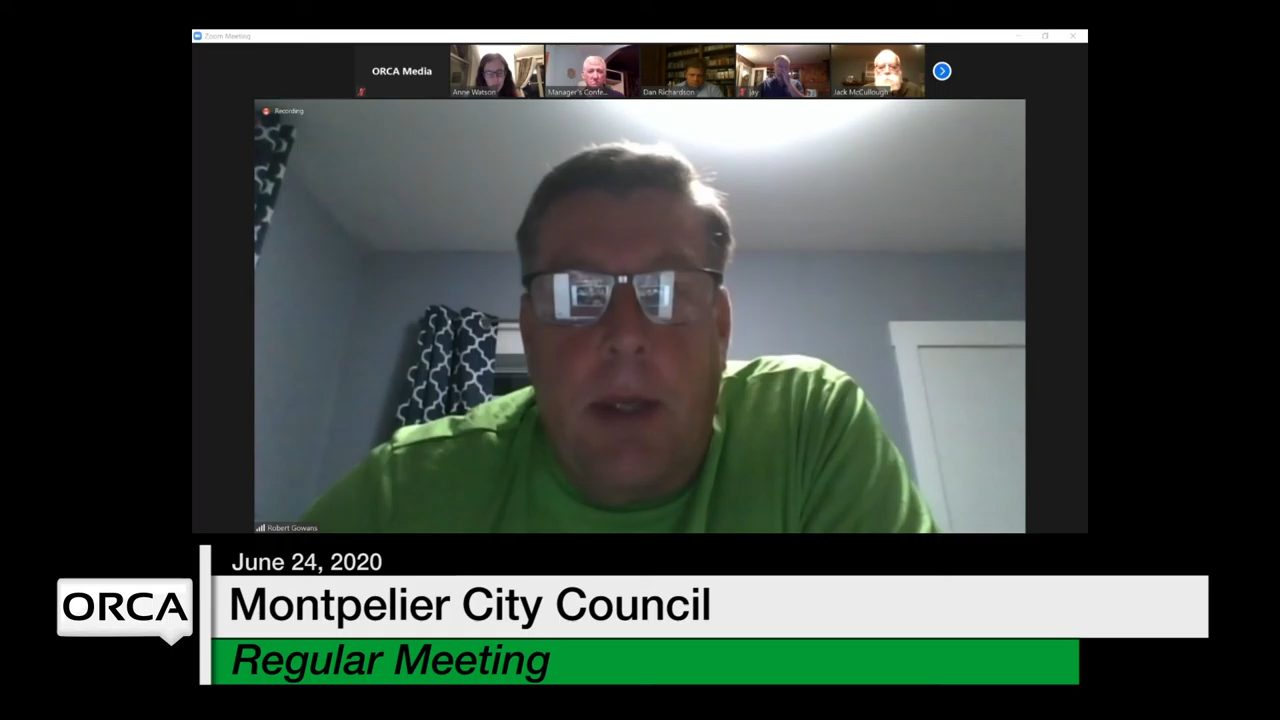 Zoom Meeting
ORCA Media
Anne Watson
Manager's Confe...
Dan Richardson
jay
Jack McCullough
Recording
Robert Gowans
June 24, 2020
ORCA
Montpelier City Council
Regular Meeting